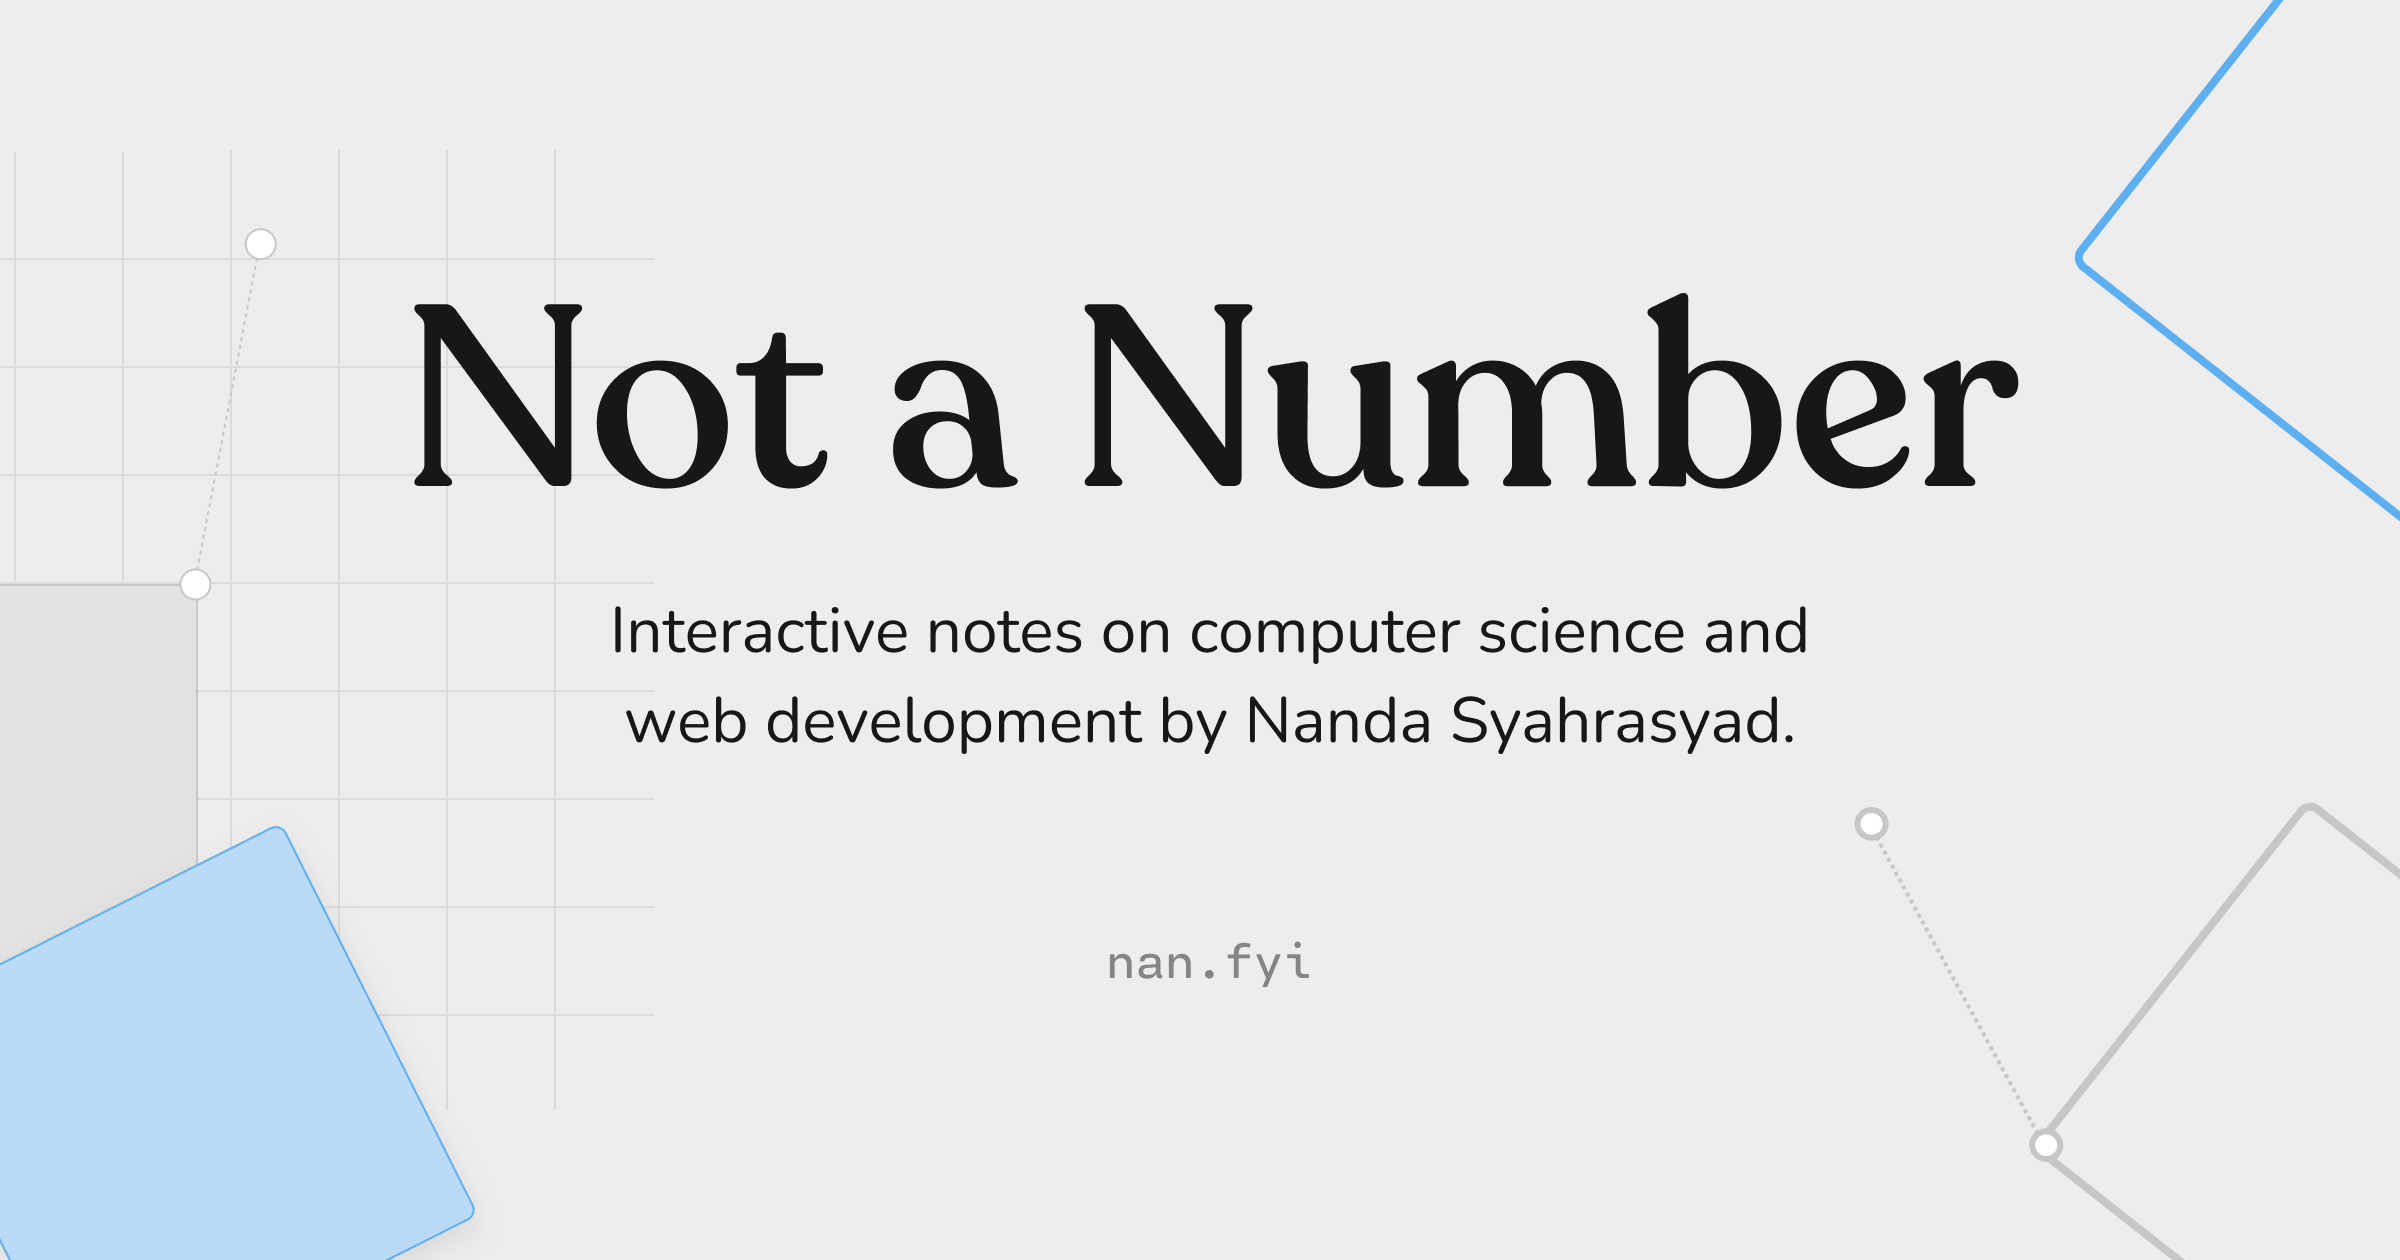 Not a Number
Interactive notes on computer science and
web development by Nanda Syahrasyad.
nan.fyi